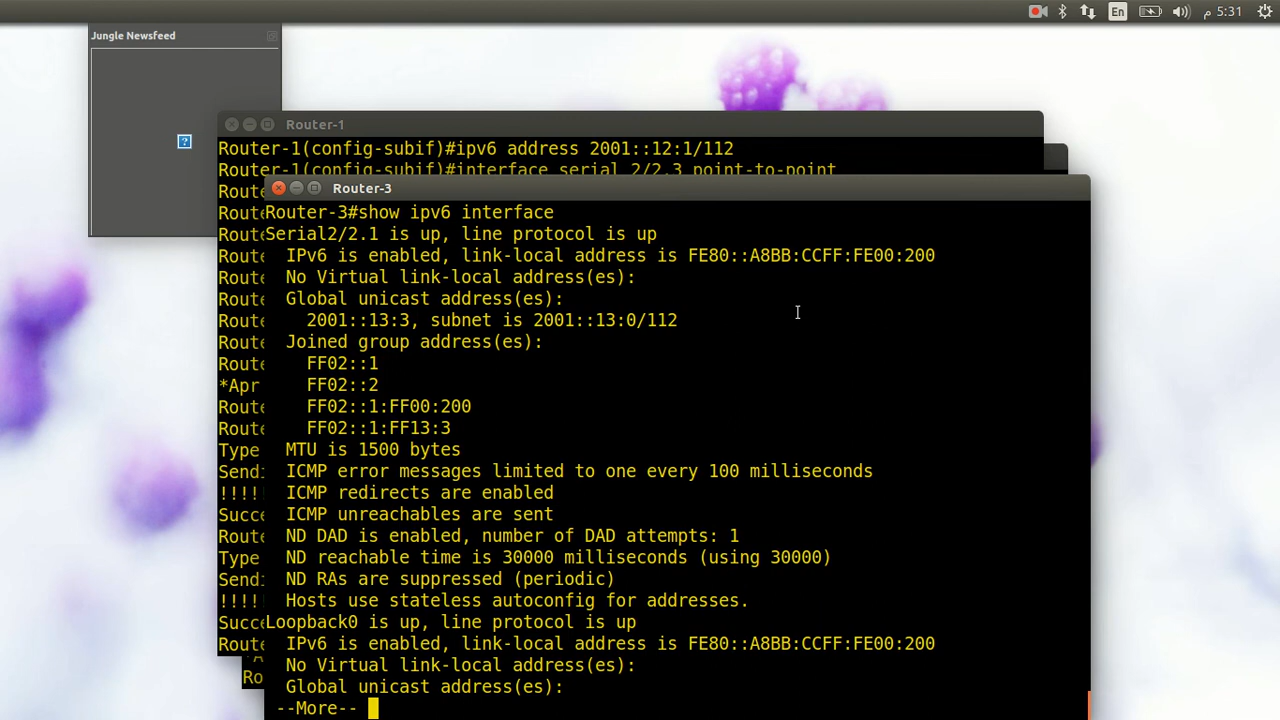 En
5:31 م
Jungle Newsfeed
Router-1
Router-1(config-subif)#ipv6 address 2001::12:1/112
Router-1(config-subif)#interface serial 2/2.3 point-to-point
Router-3
Router-3#show ipv6 interface
Serial2/2.1 is up, line protocol is up
IPv6 is enabled, link-local address is FE80::A8BB:CCFF:FE00:200
No Virtual link-local address(es):
Global unicast address(es):
2001::13:3, subnet is 2001::13:0/112
Joined group address(es):
FF02::1
*Apr
FF02::2
FF02::1:FF00:200
FF02::1:FF13:3
Type
MTU is 1500 bytes
ICMP error messages limited to one every 100 milliseconds
!!!!
ICMP redirects are enabled
ICMP unreachables are sent
ND DAD is enabled, number of DAD attempts: 1
Type
ND reachable time is 30000 milliseconds (using 30000)
ND RAs are suppressed (periodic)
!!!!
Hosts use stateless autoconfig for addresses.
Loopback0 is up, line protocol is up
IPv6 is enabled, link-local address is FE80::A8BB:CCFF:FE00:200
No Virtual link-local address(es):
Global unicast address(es):
--More--